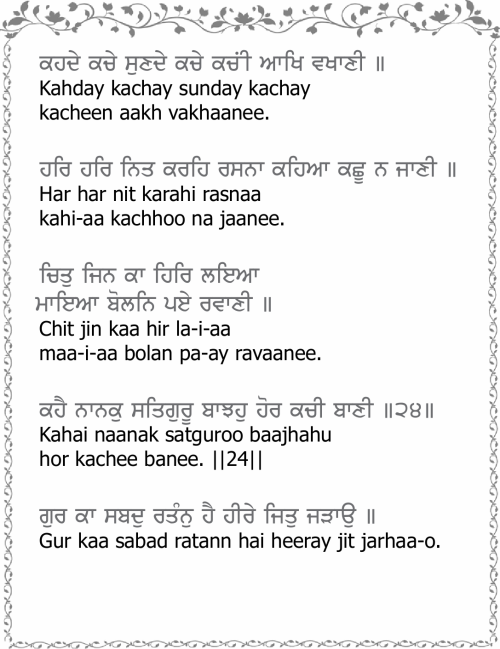 ਕਹਦੇ ਕਚੇ ਸੁਣਦੇ ਕਚੇ ਕਚੀ ਆਖਿ ਵਖਾਣੀ ॥
Kahday kachay sunday kachay
kacheen aakh vakhaanee.
ਹਰਿ ਹਰਿ ਨਿਤ ਕਰਹਿ ਰਸਨਾ ਕਹਿਆ ਕਛੂ ਨ ਜਾਣੀ ॥
Har har nit karahi rasnaa
kahi-aa kachhoo na jaanee.
ਚਿਤੁ ਜਿਨ ਕਾ ਹਿਰਿ ਲਇਆ
ਮਾਇਆ ਬੋਲਨਿ ਪਏ ਰਵਾਣੀ ॥
Chit jin kaa hir la-i-aa
maa-i-aa bolan pa-ay ravaanee.
ਕਹੈ ਨਾਨਕੁ ਸਤਿਗੁਰੂ ਬਾਝਹੁ ਹੋਰ ਕਚੀ ਬਾਣੀ ॥੨੪॥
Kahai naanak satguroo baajhahu
hor kachee banee. ||24||
ਗੁਰ ਕਾ ਸਬਦੁ ਰਤੰਨੁ ਹੈ ਹੀਰੇ ਜਿਤੁ ਜੜਾਉ ॥
Gur kaa sabad ratann hai heeray jit jarhaa-o.